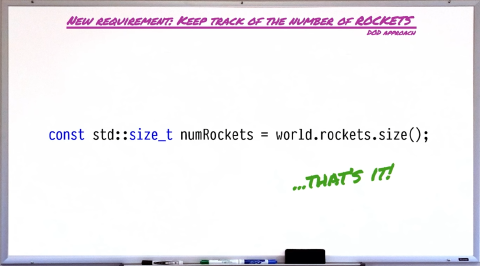 New requirement: Keep track of the number of ROCKETS
DOD approach
const std::size_t numRockets = world.rockets.size();
...that's it!